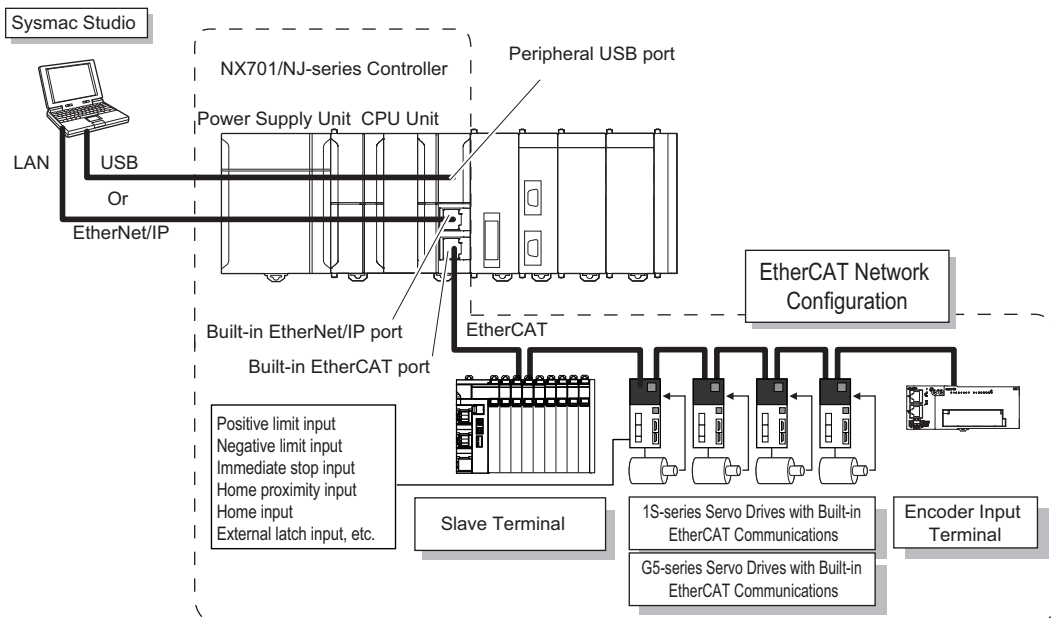 Sysmac Studio
Peripheral USB port
NX701/NJ-series Controller
Power Supply Unit CPU Unit
LAN
USB
Or
EtherNet/IP
EtherCAT Network
Configuration
Built-in EtherNet/IP port
EtherCAT
Built-in EtherCAT port
Positive limit input
Negative limit input
Immediate stop input
Home proximity input
Home input
External latch input, etc.
Slave Terminal
1S-series Servo Drives with Built-in
EtherCAT Communications
G5-series Servo Drives with Built-in
EtherCAT Communications
Encoder Input
Terminal